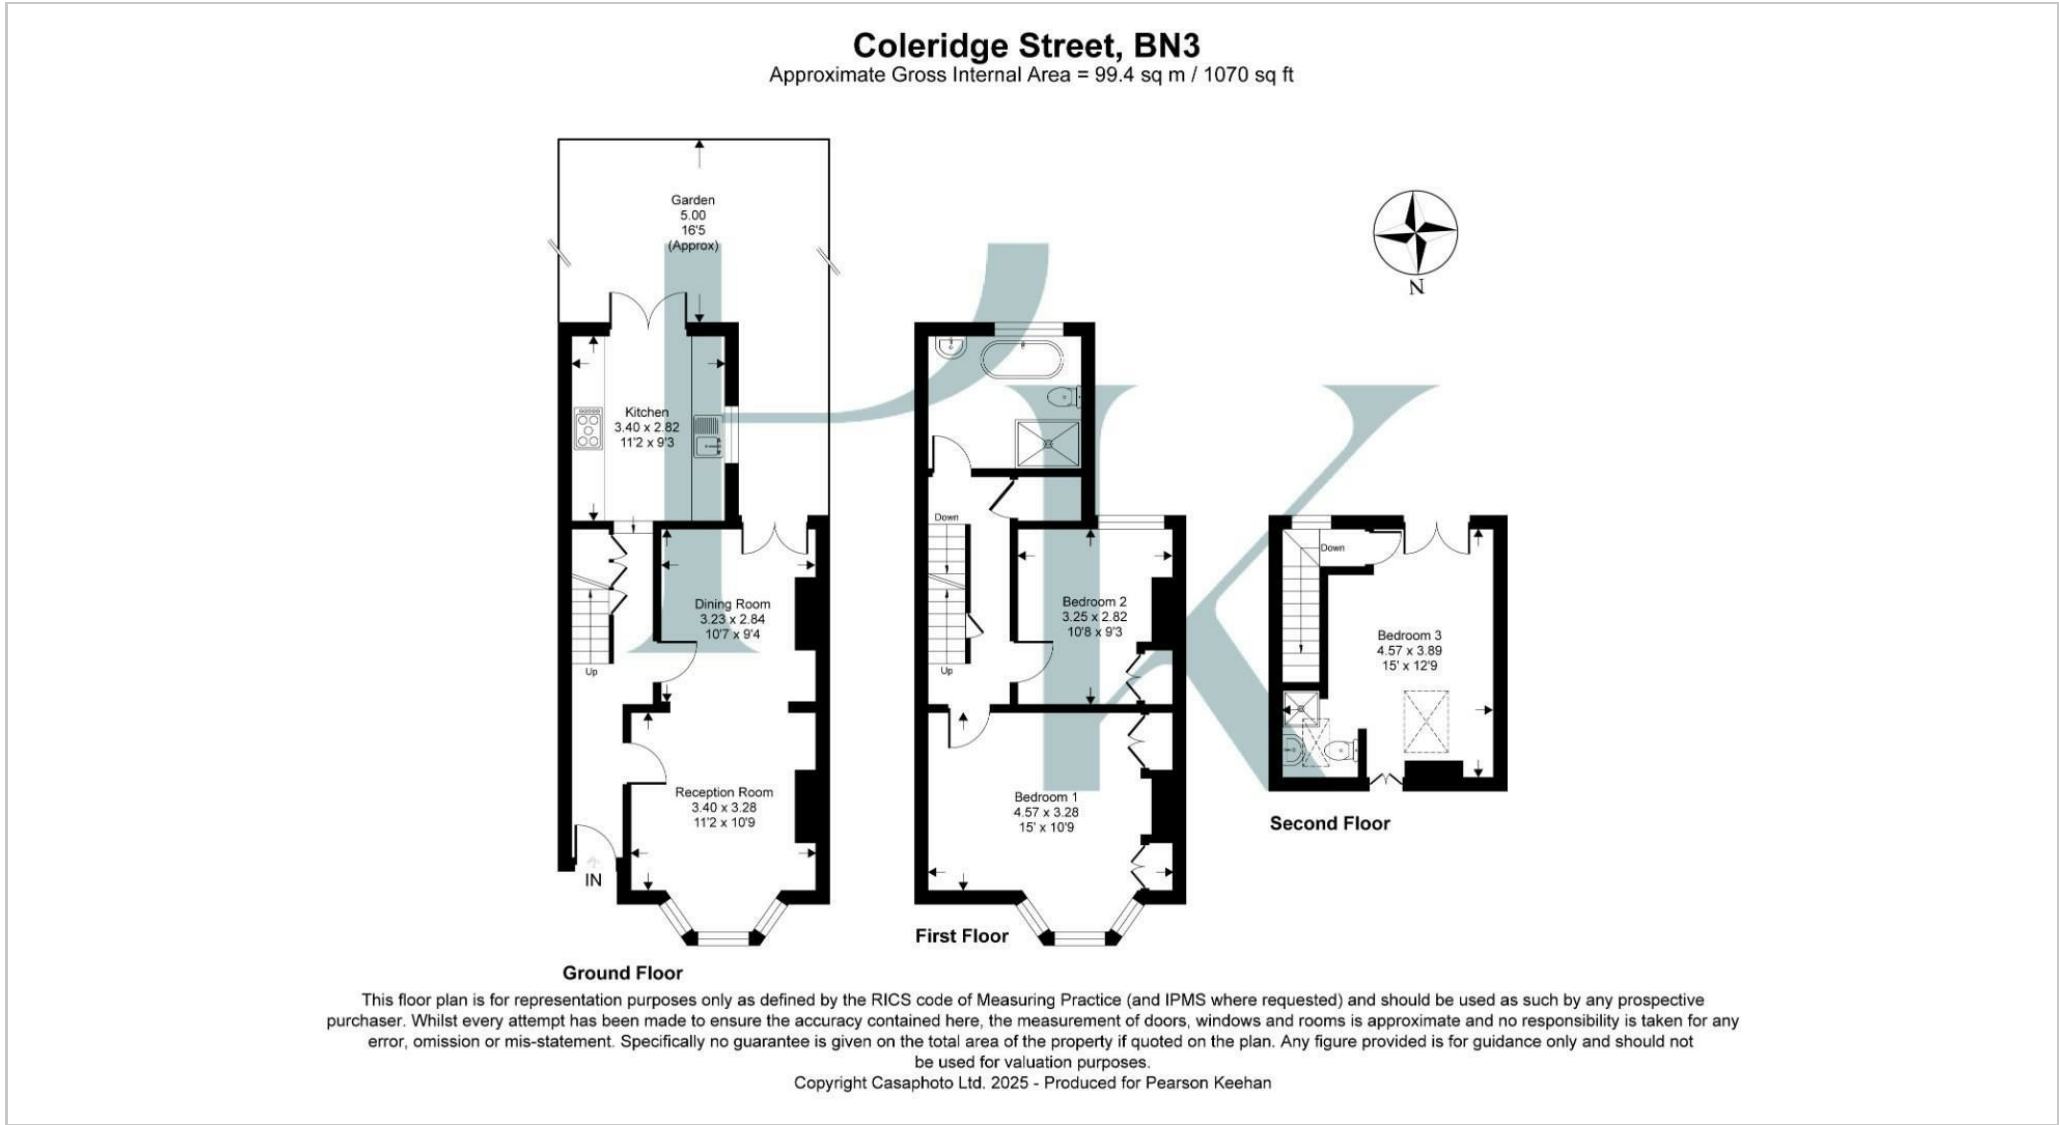 Coleridge Street, BN3
Approximate Gross Internal Area = 99.4 sq m / 1070 sq ft
Garden
5.00
16'5
(Approx)
N
Kitchen
3.40 x 2.82
11'2 x 9'3
Dining Room
3.23 x 2.84
10'7 x 9'4
Up
Reception Room
3.40 x 3.28
11'2 x 10'9
IN
Ground Floor
Down
Bedroom 2
3.25 x 2.82
10'8 x 9'3
Up
Bedroom 1
4.57 x 3.28
15' x 10'9
First Floor
Down
Bedroom 3
4.57 x 3.89
15' x 12'9
Second Floor
This floor plan is for representation purposes only as defined by the RICS code of Measuring Practice (and IPMS where requested) and should be used as such by any prospective
purchaser. Whilst every attempt has been made to ensure the accuracy contained here, the measurement of doors, windows and rooms is approximate and no responsibility is taken for any
error, omission or mis-statement. Specifically no guarantee is given on the total area of the property if quoted on the plan. Any figure provided is for guidance only and should not
be used for valuation purposes.
Copyright Casaphoto Ltd. 2025 - Produced for Pearson Keehan